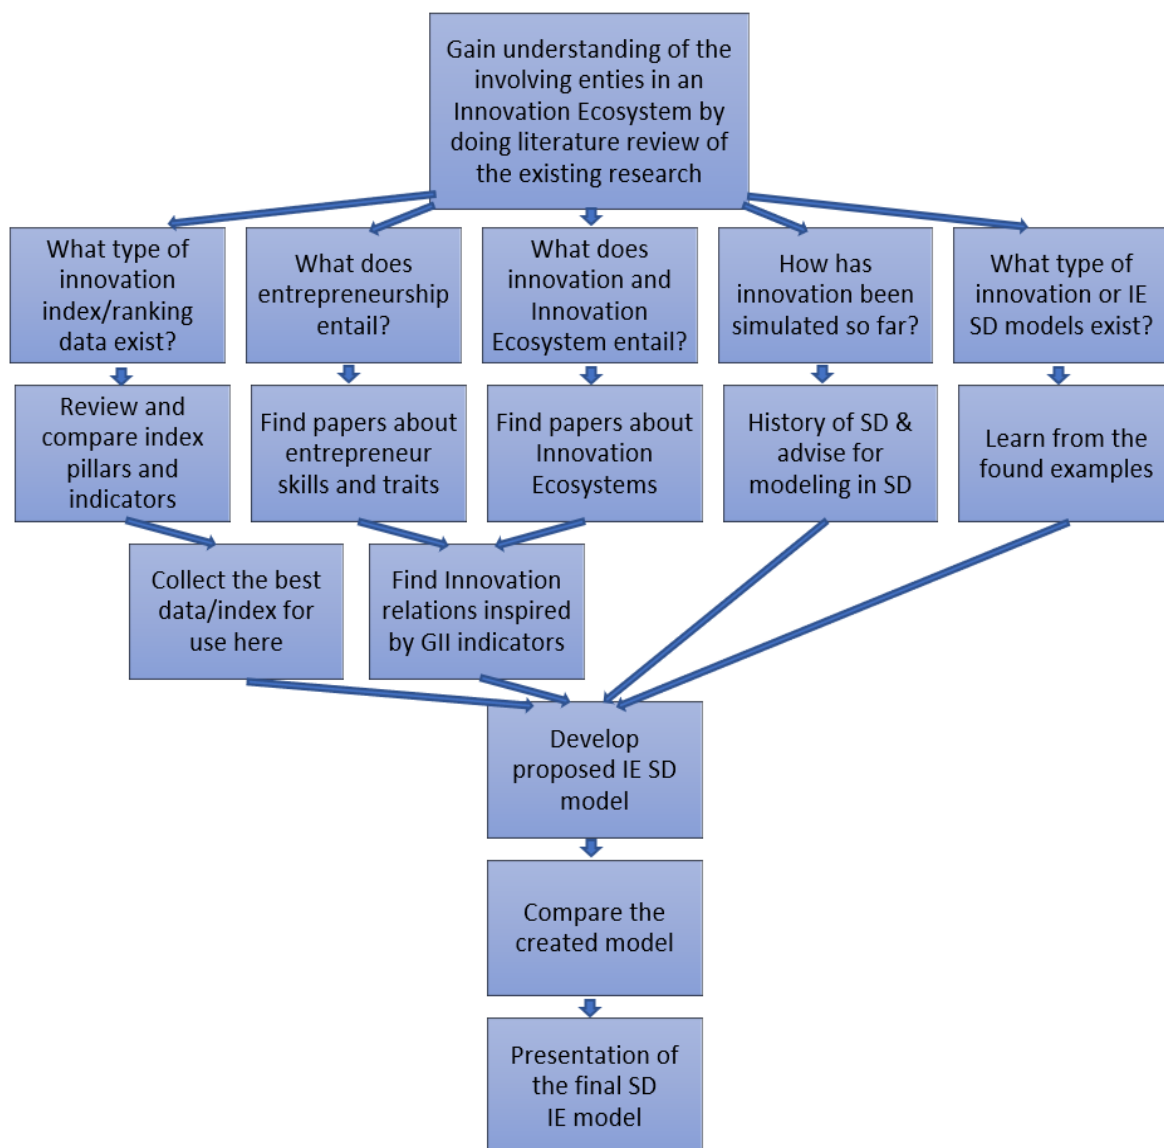 Gain understanding of the
involving enties in an
Innovation Ecosystem by
doing literature review of
the existing research
What type of
innovation
index/ranking
data exist?
What does
entrepreneurship
entail?
What does
innovation and
Innovation
Ecosystem entail?
How has
innovation been
simulated so far?
What type of
innovation or IE
SD models exist?
Review and
compare index
pillars and
indicators
Find papers about
entrepreneur
skills and traits
Find papers about
Innovation
Ecosystems
History of SD &
advise for
modeling in SD
Learn from the
found examples
Collect the best
data/index for
use here
Find Innovation
relations inspired
by GII indicators
Develop
proposed IE SD
model
Compare the
created model
Presentation of
the final SD
IE model